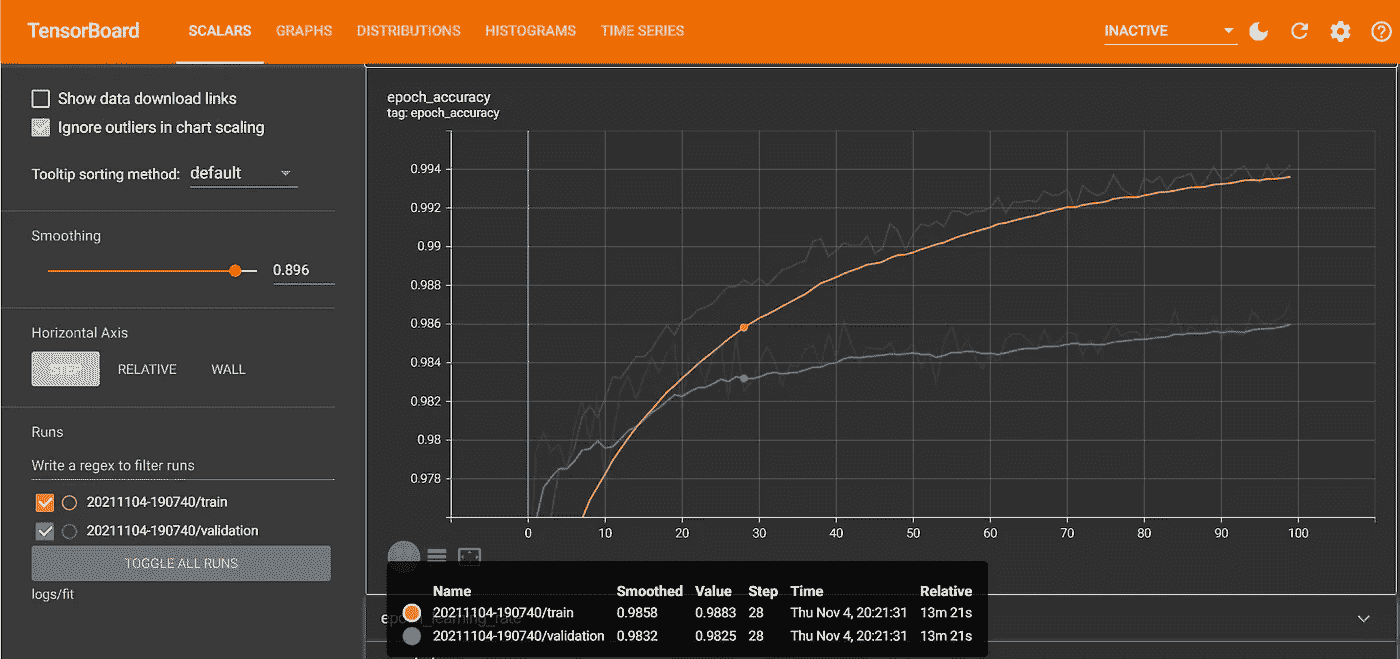 TensorBoard SCALARS GRAPHS DISTRIBUTIONS HISTOGRAMS TIME SERIES INACTIVE
Show data download links
Ignore outliers in chart scaling
Tooltip sorting method: default
Smoothing
0.896
Horizontal Axis
STEP RELATIVE WALL
Runs
Write a regex to filter runs
20211104-190740/train
20211104-190740/validation
TOGGLE ALL RUNS
logs/fit
epoch_accuracy
tag: epoch_accuracy
0.994
0.992
0.99
0.988
0.986
0.984
0.982
0.98
0.978
0 10 20 30 40 50 60 70 80 90 100
Name Smoothed Value Step Time Relative
20211104-190740/train 0.9858 0.9883 28 Thu Nov 4, 20:21:31 13m 21s
epoch_learning_rate
20211104-190740/validation 0.9832 0.9825 28 Thu Nov 4, 20:21:31 13m 21s